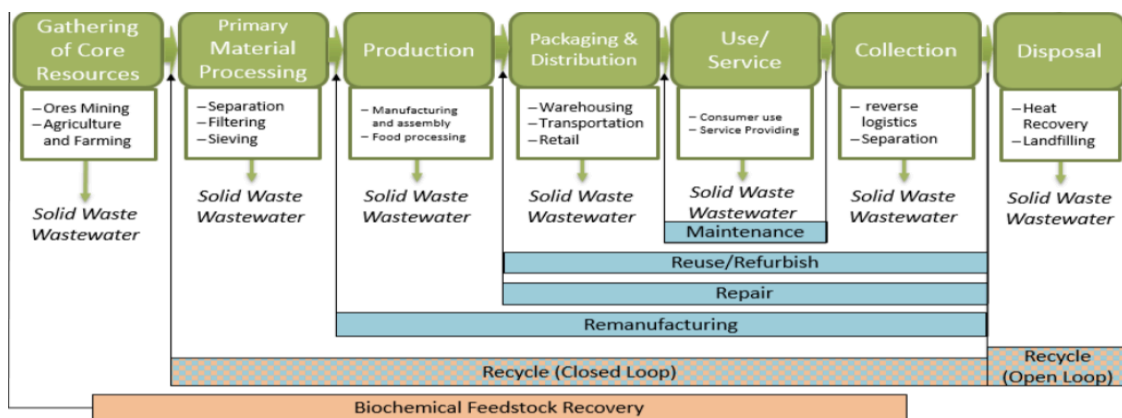 Gathering
of Core
Resources
Primary
Material
Processing
Production
Packaging &
Distribution
Use/
Service
Collection
Disposal
– Ores Mining
– Agriculture
and Farming
– Separation
– Filtering
– Sieving
– Manufacturing
and assembly
– Food processing
– Warehousing
– Transportation
– Retail
– Consumer use
– Service Providing
– reverse
logistics
– Separation
– Heat
Recovery
– Landfilling
Solid Waste
Wastewater
Solid Waste
Wastewater
Solid Waste
Wastewater
Solid Waste
Wastewater
Solid Waste
Wastewater
Solid Waste
Wastewater
Solid Waste
Wastewater
Maintenance
Reuse/Refurbish
Repair
Remanufacturing
Recycle (Closed Loop)
Recycle
(Open Loop)
Biochemical Feedstock Recovery